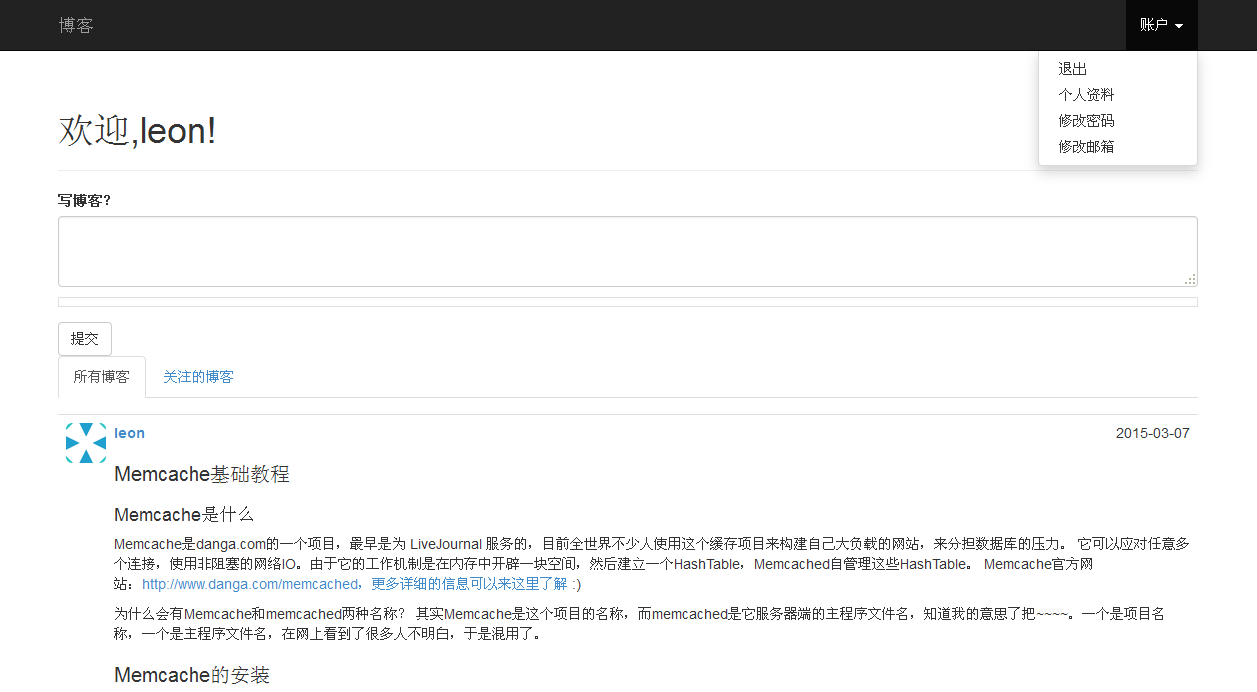 博客
账户
退出
个人资料
修改密码
修改邮箱
欢迎,leon!
写博客?
提交
所有博客
关注的博客
leon
2015-03-07
Memcache基础教程
Memcache是什么
Memcache是danga.com的一个项目，最早是为 LiveJournal 服务的，目前全世界不少人使用这个缓存项目来构建自己大负载的网站，来分担数据库的压力。 它可以应对任意多
个连接，使用非阻塞的网络IO。由于它的工作机制是在内存中开辟一块空间，然后建立一个HashTable，Memcached自管理这些HashTable。 Memcache官方网
站：http://www.danga.com/memcached，更多详细的信息可以来这里了解 :)
为什么会有Memcache和memcached两种名称？ 其实Memcache是这个项目的名称，而memcached是它服务器端的主程序文件名，知道我的意思了把~~~~。一个是项目名
称，一个是主程序文件名，在网上看到了很多人不明白，于是混用了。
Memcache的安装